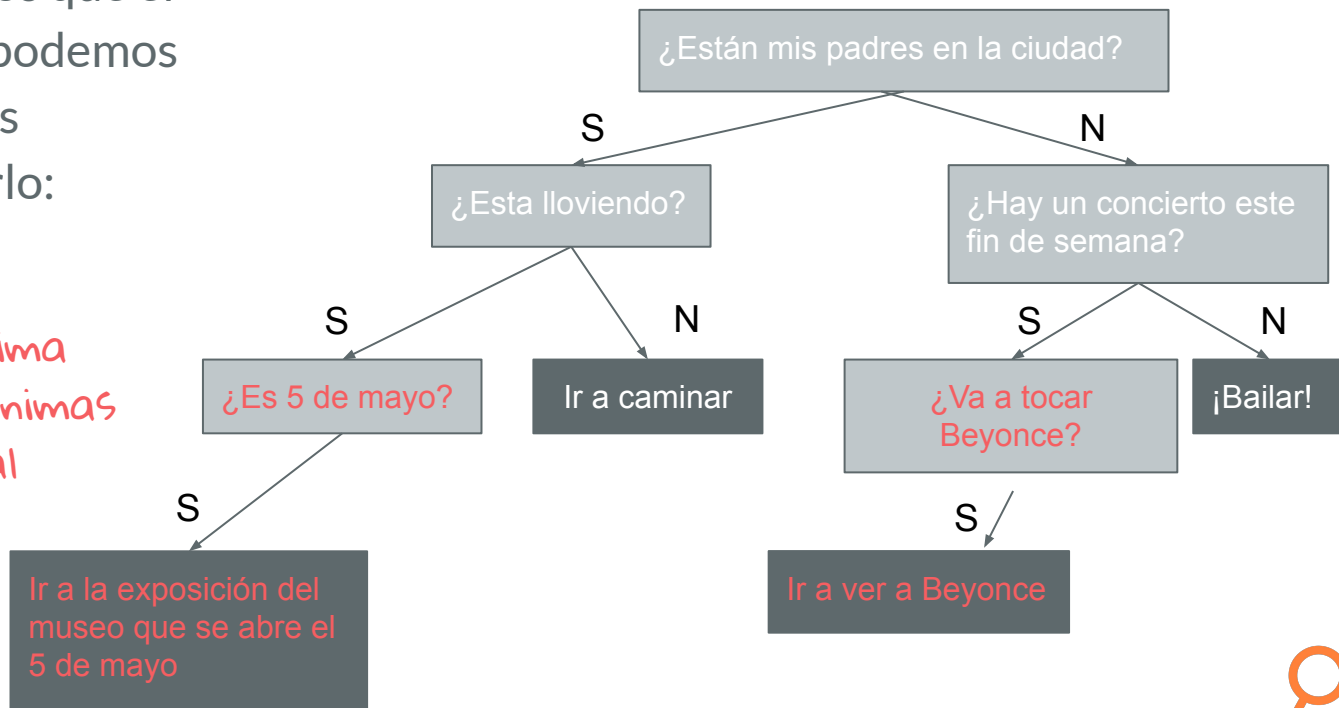 podemos
¿Están mis padres en la ciudad?
S
N
¿Esta lloviendo?
¿Hay un concierto este
fin de semana?
S
N
S
N
¿Es 5 de mayo?
Ir a caminar
¿Va a tocar
Beyonce?
¡Bailar!
S
S
Ir a la exposición del
museo que se abre el
5 de mayo
Ir a ver a Beyonce